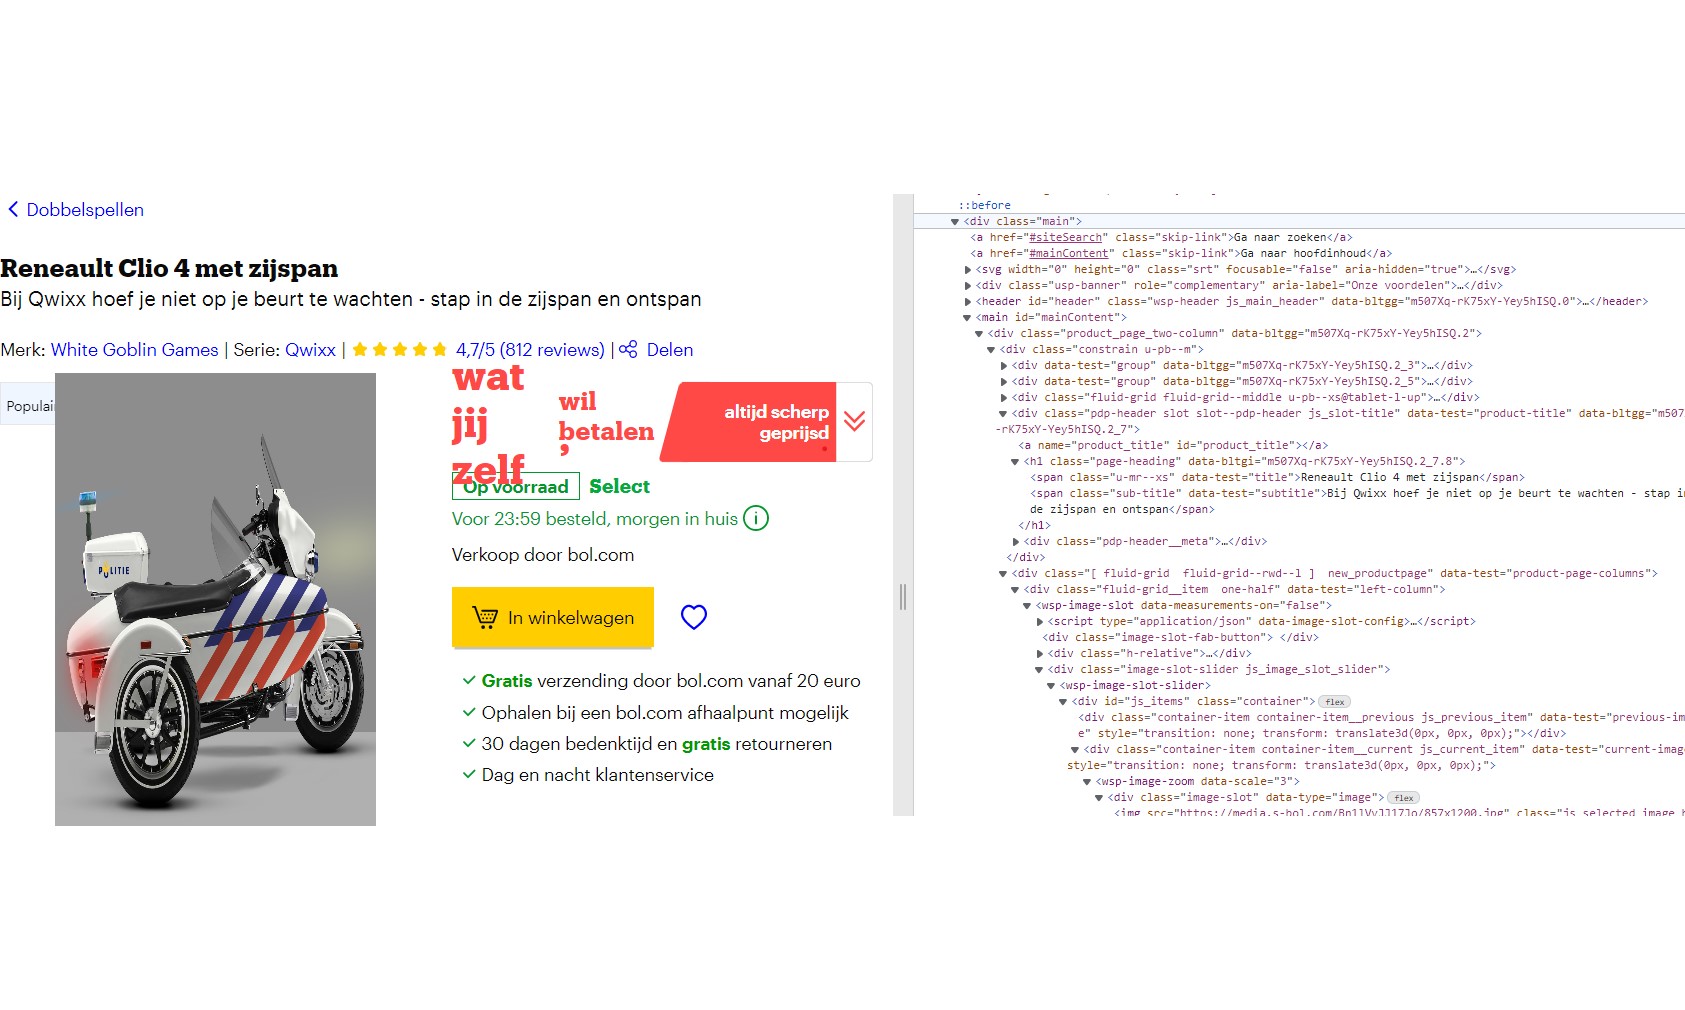 Dobbelspellen
Reneault Clio 4 met zijspan
Bij Qwixx hoef je niet op je beurt te wachten - stap in de zijspan en ontspan
Merk: White Goblin Games | Serie: Qwixx | 4,7/5 (812 reviews) | Delen
Populai
wat
jij
zelf
wil
betalen
,
altijd scherp
geprijsd
Op voorraad Select
Voor 23:59 besteld, morgen in huis
Verkoop door bol.com
In winkelwagen
Gratis verzending door bol.com vanaf 20 euro
Ophalen bij een bol.com afhaalpunt mogelijk
30 dagen bedenktijd en gratis retourneren
Dag en nacht klantenservice
POLITIE
::before
<div class="main">
<a href="#siteSearch" class="skip-link">Ga naar zoeken</a>
<a href="#mainContent" class="skip-link">Ga naar hoofdinhoud</a>
<svg width="0" height="0" class="srt" focusable="false" aria-hidden="true">…</svg>
<div class="usp-banner" role="complementary" aria-label="Onze voordelen">…</div>
<header id="header" class="wsp-header js_main_header" data-bltgg="m507Xq-rK75xY-Yey5hISQ.0">…</header>
<main id="mainContent">
<div class="product_page_two-column" data-bltgg="m507Xq-rK75xY-Yey5hISQ.2">
<div class="constrain u-pb--m">
<div data-test="group" data-bltgg="m507Xq-rK75xY-Yey5hISQ.2_3">…</div>
<div data-test="group" data-bltgg="m507Xq-rK75xY-Yey5hISQ.2_5">…</div>
<div class="fluid-grid fluid-grid--middle u-pb--xs@tablet-l-up">…</div>
<div class="pdp-header slot slot--pdp-header js_slot-title" data-test="product-title" data-bltgg="m507
-rK75xY-Yey5hISQ.2_7">
<a name="product_title" id="product_title"></a>
<h1 class="page-heading" data-bltgi="m507Xq-rK75xY-Yey5hISQ.2_7.8">
<span class="u-mr--xs" data-test="title">Reneault Clio 4 met zijspan</span>
<span class="sub-title" data-test="subtitle">Bij Qwixx hoef je niet op je beurt te wachten - stap i
de zijspan en ontspan</span>
</h1>
<div class="pdp-header__meta">…</div>
</div>
<div class="[ fluid-grid fluid-grid--rwd--l ] new_productpage" data-test="product-page-columns">
<div class="fluid-grid__item one-half" data-test="left-column">
<wsp-image-slot data-measurements-on="false">
<script type="application/json" data-image-slot-config>…</script>
<div class="image-slot-fab-button"> </div>
<div class="h-relative">…</div>
<div class="image-slot-slider js_image_slot_slider">
<wsp-image-slot-slider>
<div id="js_items" class="container"> flex
<div class="container-item container-item__previous js_previous_item" data-test="previous-im
e" style="transition: none; transform: translate3d(0px, 0px, 0px);"></div>
<div class="container-item container-item__current js_current_item" data-test="current-imag
style="transition: none; transform: translate3d(0px, 0px, 0px);">
<wsp-image-zoom data-scale="3">
<div class="image-slot" data-type="image"> flex